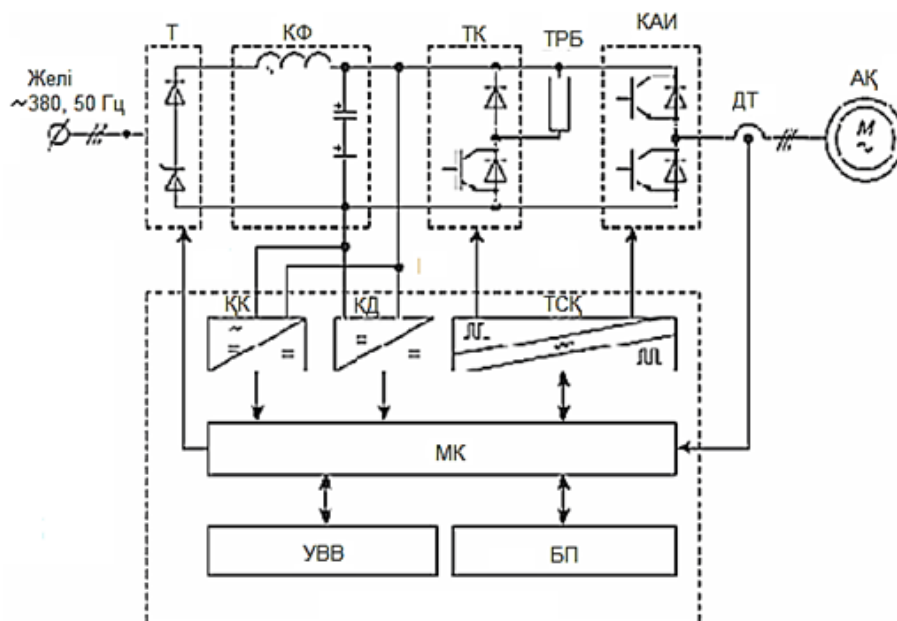 Т
КФ
ТК
ТРБ
КАИ
Желі
~380, 50 Гц
ДТ
АҚ
М
~
ҚК
КД
ТСҚ
МК
УВВ
БП